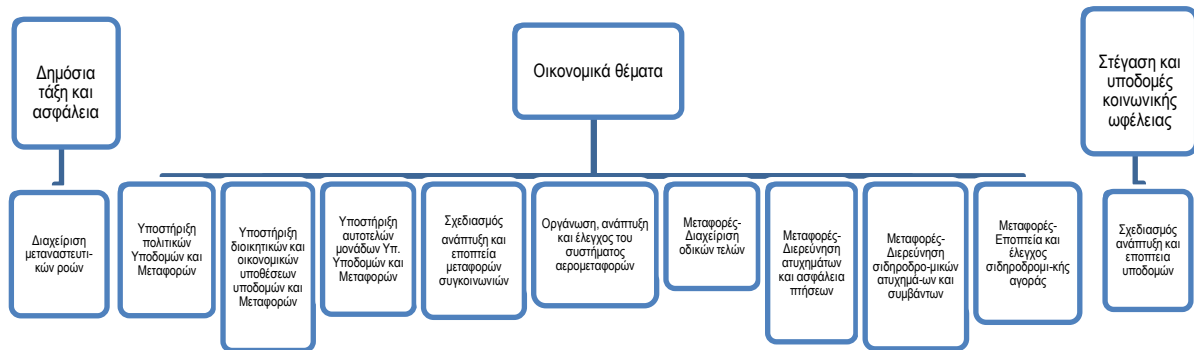 Δημόσια
τάξη και
ασφάλεια
Οικονομικά θέματα
Στέγαση και
υποδομές
κοινωνικής
ωφέλειας
Διαχείριση
μεταναστευτι-
κών ροών
Υποστήριξη
πολιτικών
Υποδομών και
Μεταφορών
Υποστήριξη
διοικητικών και
οικονομικών
υποθέσεων
υποδομών και
Μεταφορών
Υποστήριξη
αυτοτελών
μονάδων Υπ.
Υποδομών και
Μεταφορών
Σχεδιασμός
ανάπτυξη και
εποπτεία
μεταφορών
συγκοινωνιών
Οργάνωση, ανάπτυξη
και έλεγχος του
συστήματος
αερομεταφορών
Μεταφορές-
Διαχείριση
οδικών τελών
Μεταφορές-
Διερεύνηση
ατυχημάτων
και ασφάλεια
πτήσεων
Μεταφορές-
Διερεύνηση
σιδηροδρο-μικών
ατυχημά-ων και
συμβάντων
Μεταφορές-
Εποπτεία και
έλεγχος
σιδηροδρομι-κής
αγοράς
Σχεδιασμός
ανάπτυξη και
εποπτεια
υποδομών